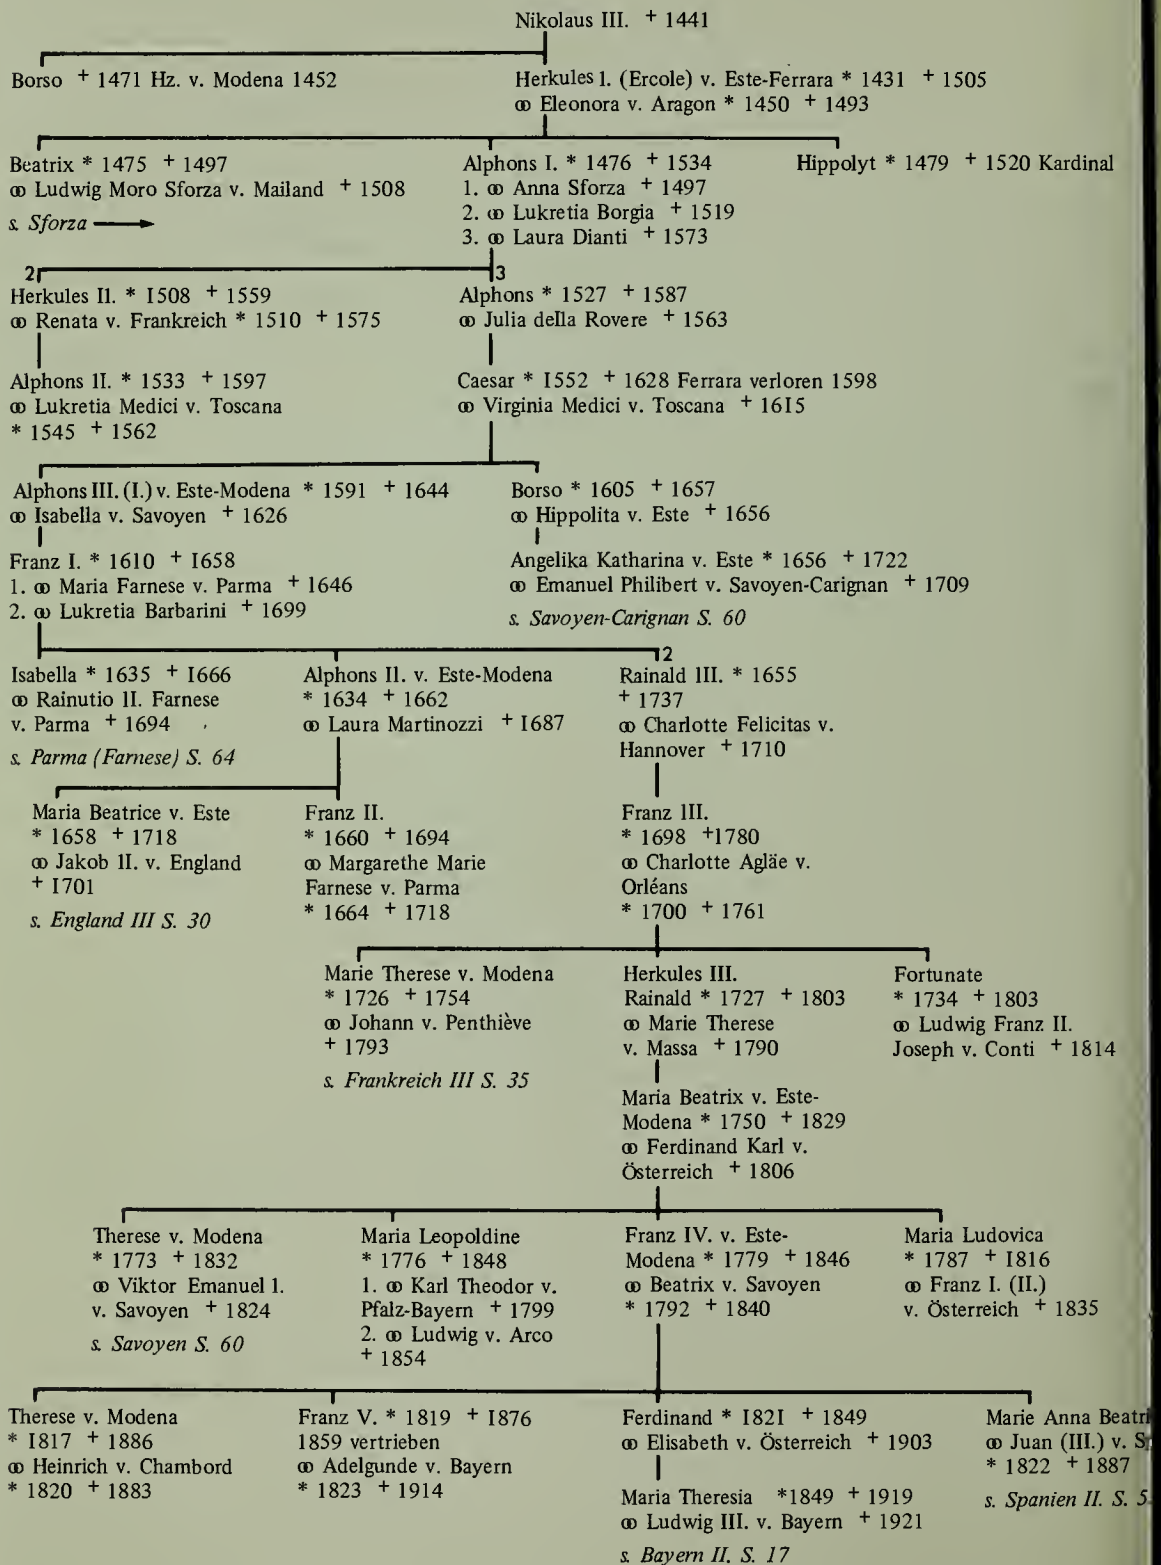 Nikolaus III. + 1441
Borso + 1471 Hz. v. Modena 1452
Herkules I. (Ercole) v. Este-Ferrara * 1431 + 1505
⚭ Eleonora v. Aragon * 1450 + 1493
Beatrix * 1475 + 1497
⚭ Ludwig Moro Sforza v. Mailand + 1508
s. Sforza →
Alphons I. * 1476 + 1534
1. ⚭ Anna Sforza + 1497
2. ⚭ Lukretia Borgia + 1519
3. ⚭ Laura Dianti + 1573
Hippolyt * 1479 + 1520 Kardinal
2
Herkules II. * 1508 + 1559
⚭ Renata v. Frankreich * 1510 + 1575
3
Alphons * 1527 + 1587
⚭ Julia della Rovere + 1563
Alphons II. * 1533 + 1597
⚭ Lukretia Medici v. Toscana
* 1545 + 1562
Caesar * 1552 + 1628 Ferrara verloren 1598
⚭ Virginia Medici v. Toscana + 1615
Alphons III. (I.) v. Este-Modena * 1591 + 1644
⚭ Isabella v. Savoyen + 1626
Borso * 1605 + 1657
⚭ Hippolita v. Este + 1656
Franz I. * 1610 + 1658
1. ⚭ Maria Farnese v. Parma + 1646
2. ⚭ Lukretia Barbarini + 1699
Angelika Katharina v. Este * 1656 + 1722
⚭ Emanuel Philibert v. Savoyen-Carignan + 1709
s. Savoyen-Carignan S. 60
Isabella * 1635 + 1666
⚭ Rainutio II. Farnese
v. Parma + 1694
s. Parma (Farnese) S. 64
Alphons II. v. Este-Modena
* 1634 + 1662
⚭ Laura Martinozzi + 1687
2
Rainald III. * 1655
+ 1737
⚭ Charlotte Felicitas v.
Hannover + 1710
Maria Beatrice v. Este
* 1658 + 1718
⚭ Jakob II. v. England
+ 1701
s. England III S. 30
Franz II.
* 1660 + 1694
⚭ Margarethe Marie
Farnese v. Parma
* 1664 + 1718
Franz III.
* 1698 +1780
⚭ Charlotte Agläe v.
Orléans
* 1700 + 1761
Marie Therese v. Modena
* 1726 + 1754
⚭ Johann v. Penthiève
+ 1793
s. Frankreich III S. 35
Herkules III.
Rainald * 1727 + 1803
⚭ Marie Therese
v. Massa + 1790
Fortunate
* 1734 + 1803
⚭ Ludwig Franz II.
Joseph v. Conti + 1814
Maria Beatrix v. Este-
Modena * 1750 + 1829
⚭ Ferdinand Karl v.
Österreich + 1806
Therese v. Modena
* 1773 + 1832
⚭ Viktor Emanuel I.
v. Savoyen + 1824
s. Savoyen S. 60
Maria Leopoldine
* 1776 + 1848
1. ⚭ Karl Theodor v.
Pfalz-Bayern + 1799
2. ⚭ Ludwig v. Arco
+ 1854
Franz IV. v. Este-
Modena * 1779 + 1846
⚭ Beatrix v. Savoyen
* 1792 + 1840
Maria Ludovica
* 1787 + 1816
⚭ Franz I. (II.)
v. Österreich + 1835
Therese v. Modena
* 1817 + 1886
⚭ Heinrich v. Chambord
* 1820 + 1883
Franz V. * 1819 + 1876
1859 vertrieben
⚭ Adelgunde v. Bayern
* 1823 + 1914
Ferdinand * 1821 + 1849
⚭ Elisabeth v. Österreich + 1903
Marie Anna
⚭ Juan (III.) v.
* 1822 + 1887
s. Spanien II. S.
Maria Theresia *1849 + 1919
⚭ Ludwig III. v. Bayern + 1921
s. Bayern II. S. 17